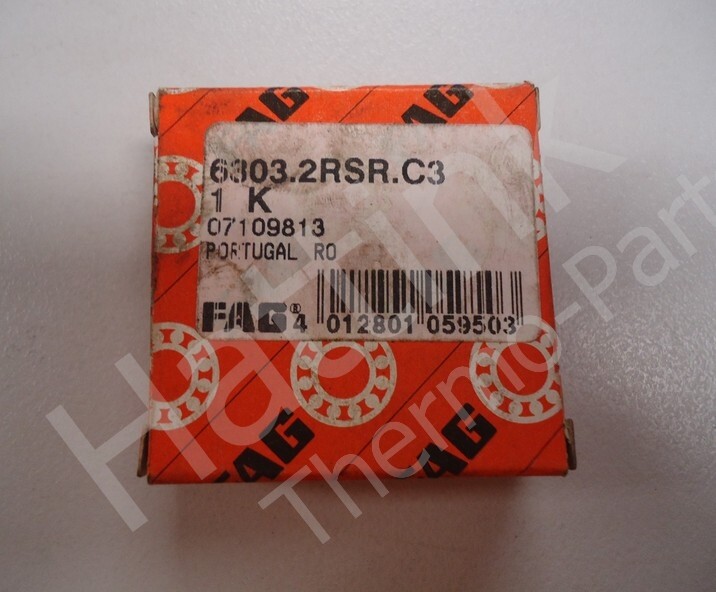 FAG
6303.2RSR.C3
1 K
07109813
PORTUGAL RO
FAG®
4 012801 059503
FAG
FAG
Thermo-Part